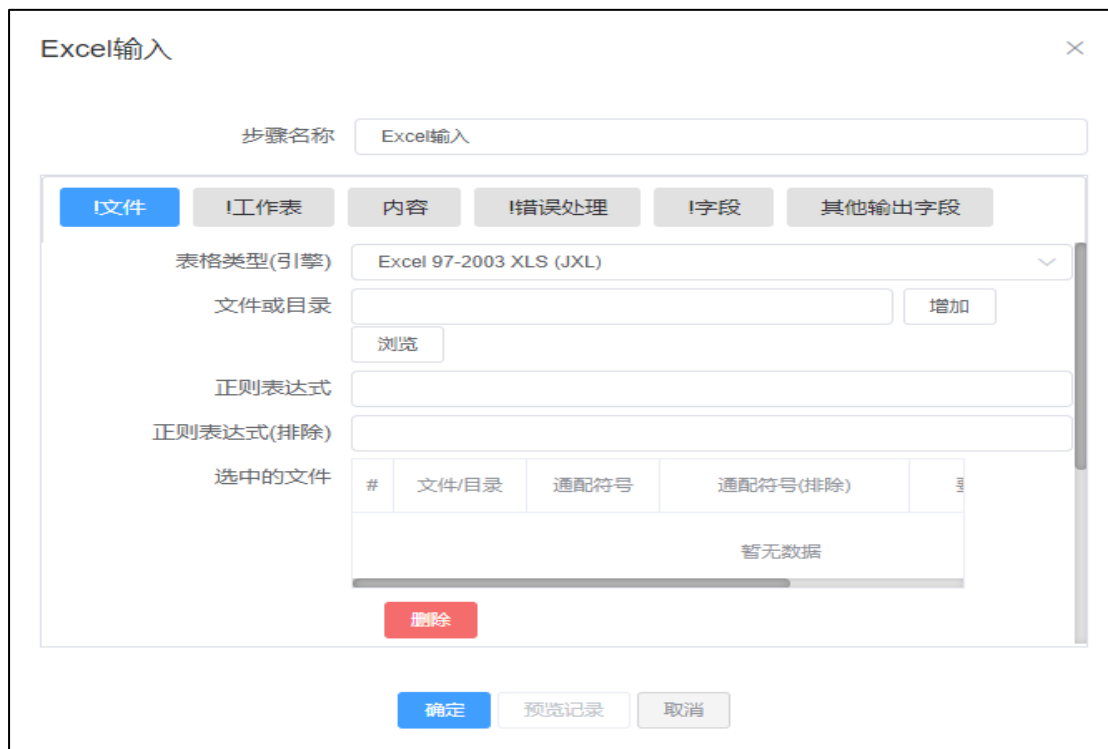 Excel输入
步骤名称 Excel输入
!文件 !工作表 内容 !错误处理 !字段 其他输出字段
表格类型(引擎) Excel 97-2003 XLS (JXL)
文件或目录 增加
浏览
正则表达式
正则表达式(排除)
选中的文件
# 文件/目录 通配符号 通配符号(排除)
暂无数据
删除
确定 预览记录 取消